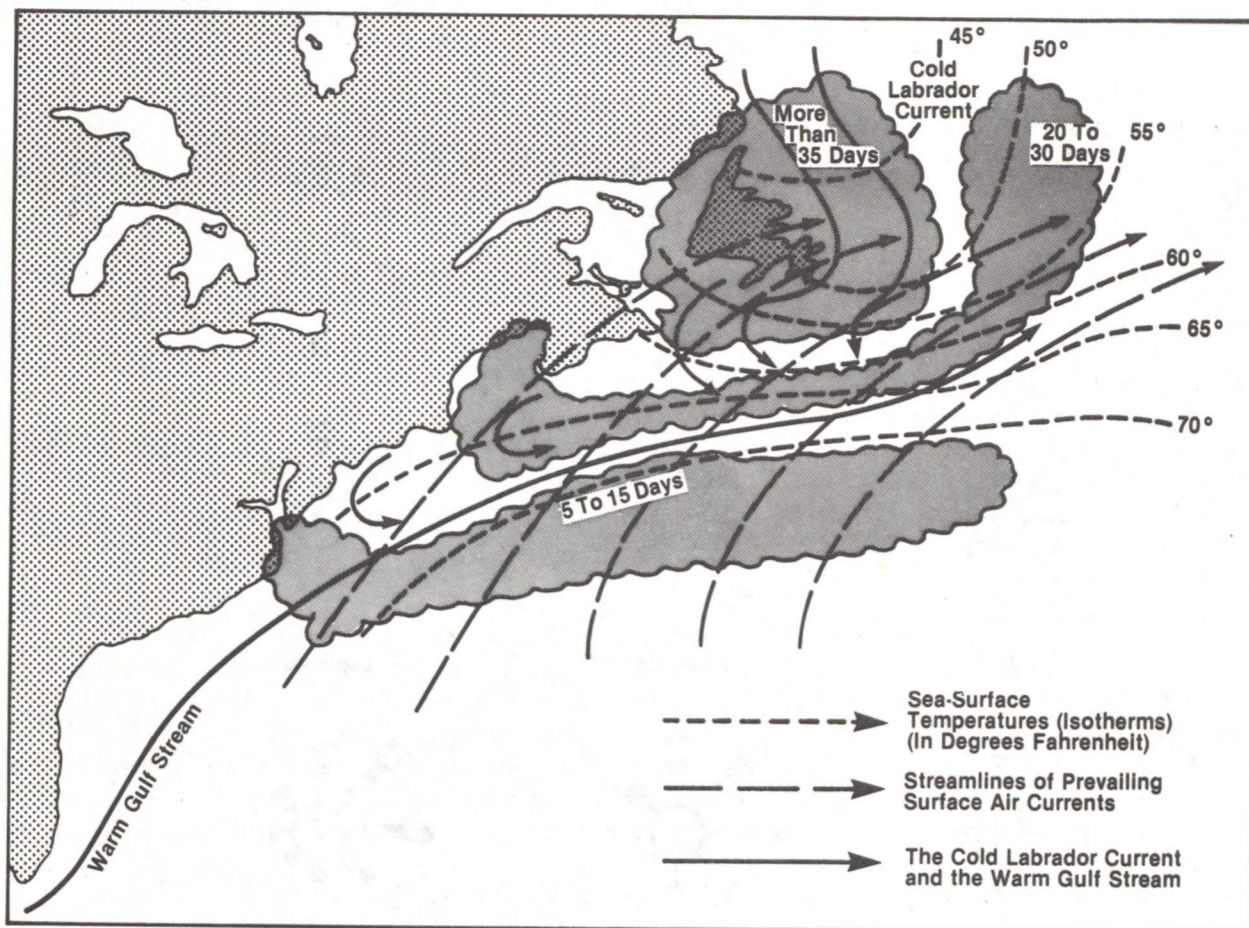 45°
50°
Cold
Labrador
Current
More
Than
35 Days
20 To
30 Days
55°
60°
65°
70°
5 To 15 Days
Warm Gulf Stream
Sea-Surface
Temperatures (Isotherms)
(In Degrees Fahrenheit)
Streamlines of Prevailing
Surface Air Currents
The Cold Labrador Current
and the Warm Gulf Stream